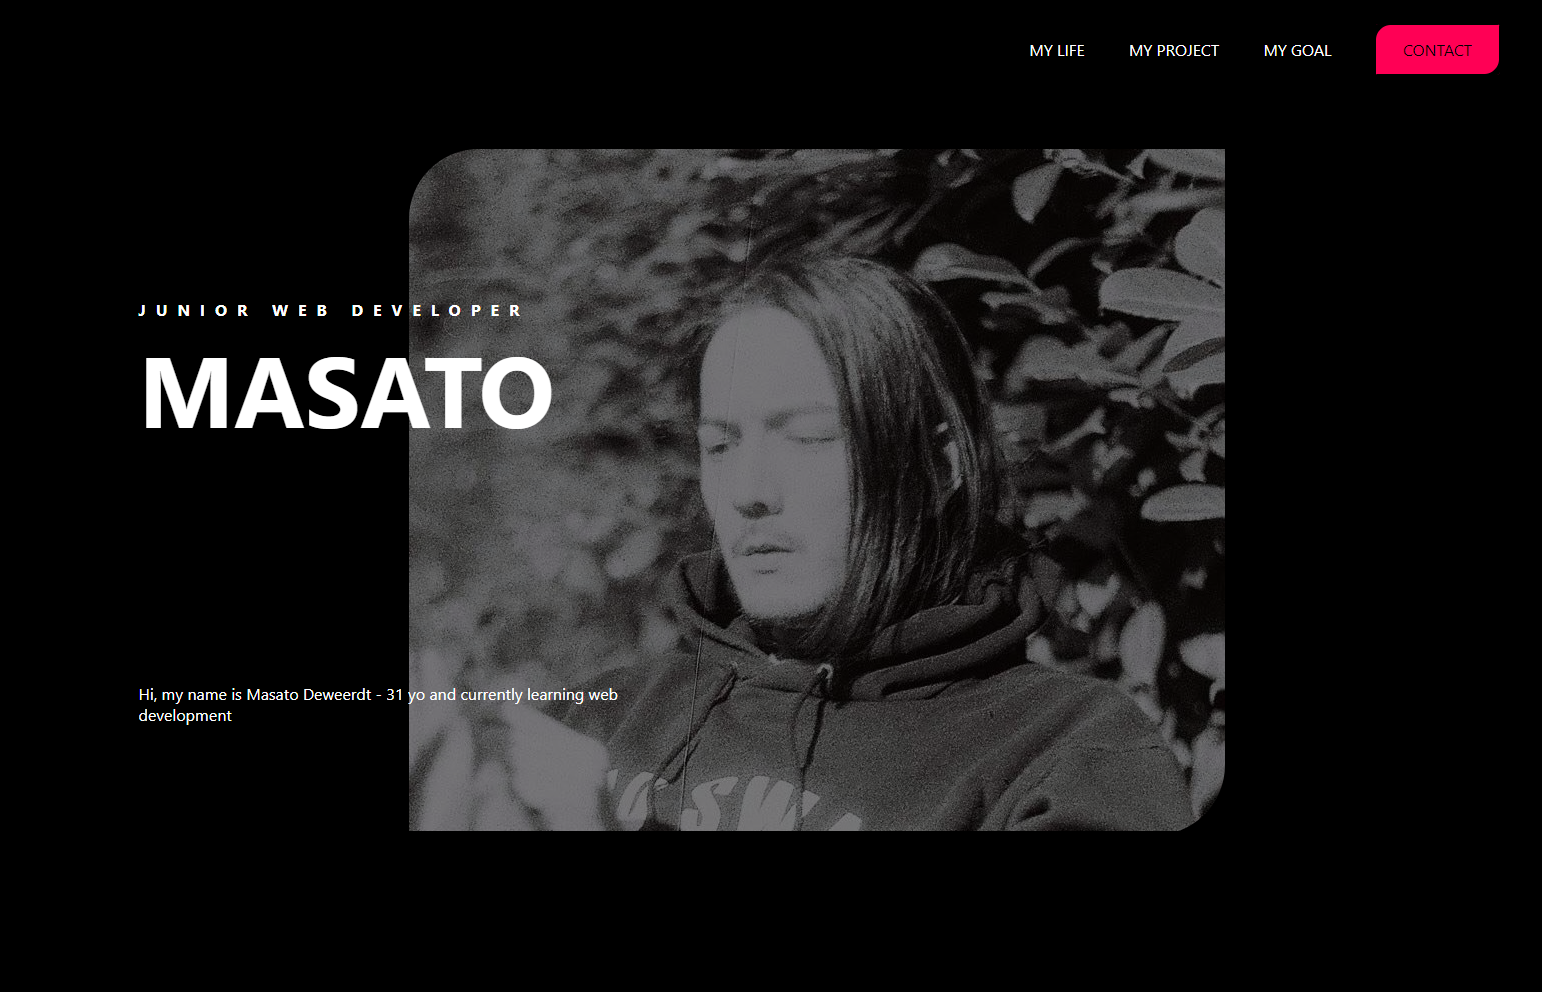 MY LIFE
MY PROJECT
MY GOAL
CONTACT
JUNIOR WEB DEVELOPER
MASATO
Hi, my name is Masato Deweerdt - 31 yo and currently learning web
development